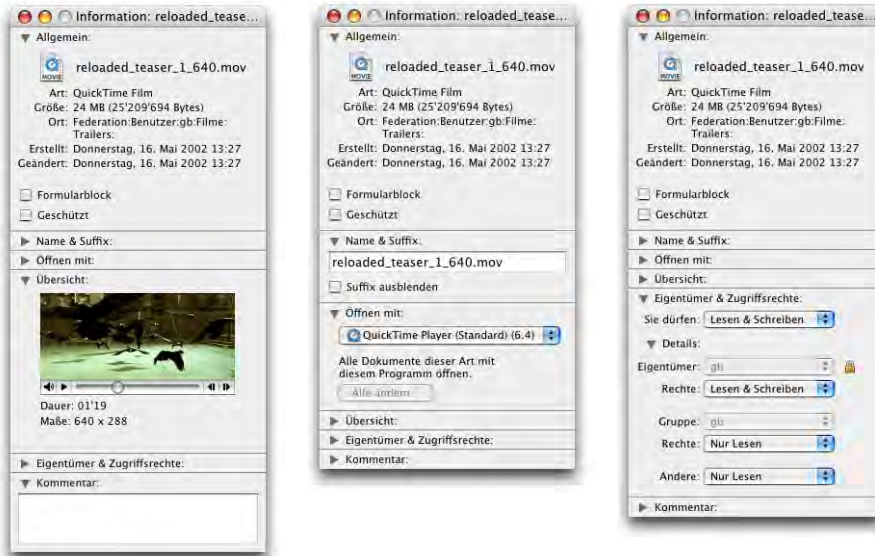 Information: reloaded_tease...
Allgemein:
MOVIE
reloaded_teaser_1_640.mov
Art: QuickTime Film
Größe: 24 MB (25'209'694 Bytes)
Ort: Federation:Benutzer:gb:Filme:
Trailers:
Erstellt: Donnerstag, 16. Mai 2002 13:27
Geändert: Donnerstag, 16. Mai 2002 13:27
Formularblock
Geschützt
Name & Suffix:
Öffnen mit:
Übersicht:
Dauer: 01'19
Maße: 640 x 288
Eigentümer & Zugriffsrechte:
Kommentar:
Information: reloaded_tease...
Allgemein:
MOVIE
reloaded_teaser_1_640.mov
Art: QuickTime Film
Größe: 24 MB (25'209'694 Bytes)
Ort: Federation:Benutzer:gb:Filme:
Trailers:
Erstellt: Donnerstag, 16. Mai 2002 13:27
Geändert: Donnerstag, 16. Mai 2002 13:27
Formularblock
Geschützt
Name & Suffix:
reloaded_teaser_1_640.mov
Suffix ausblenden
Öffnen mit:
QuickTime Player (Standard) (6.4)
Alle Dokumente dieser Art mit
diesem Programm öffnen.
Alle ändern...
Übersicht:
Eigentümer & Zugriffsrechte:
Kommentar:
Information: reloaded_tease...
Allgemein:
MOVIE
reloaded_teaser_1_640.mov
Art: QuickTime Film
Größe: 24 MB (25'209'694 Bytes)
Ort: Federation:Benutzer:gb:Filme:
Trailers:
Erstellt: Donnerstag, 16. Mai 2002 13:27
Geändert: Donnerstag, 16. Mai 2002 13:27
Formularblock
Geschützt
Name & Suffix:
Öffnen mit:
Übersicht:
Eigentümer & Zugriffsrechte:
Sie dürfen: Lesen & Schreiben
Details:
Eigentümer: gb
Rechte: Lesen & Schreiben
Gruppe: gb
Rechte: Nur Lesen
Andere: Nur Lesen
Kommentar: